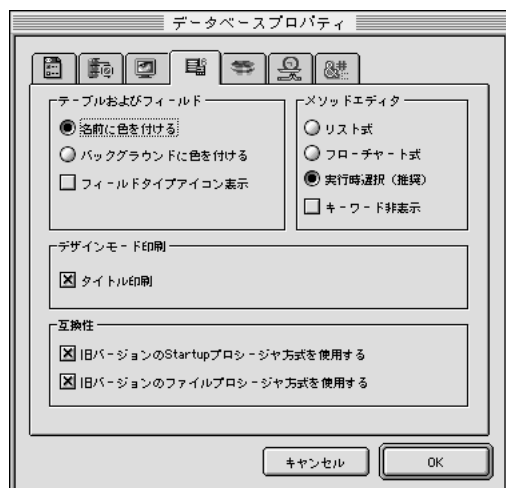 データベースプロパティ
テーブルおよびフィールド
名前に色を付ける
バックグラウンドに色を付ける
フィールドタイプアイコン表示
メソッドエディタ
リスト式
フローチャート式
実行時選択（推奨）
キーワード非表示
デザインモード印刷
タイトル印刷
互換性
旧バージョンのStartupプロシージャ方式を使用する
旧バージョンのファイルプロシージャ方式を使用する
キャンセル
OK